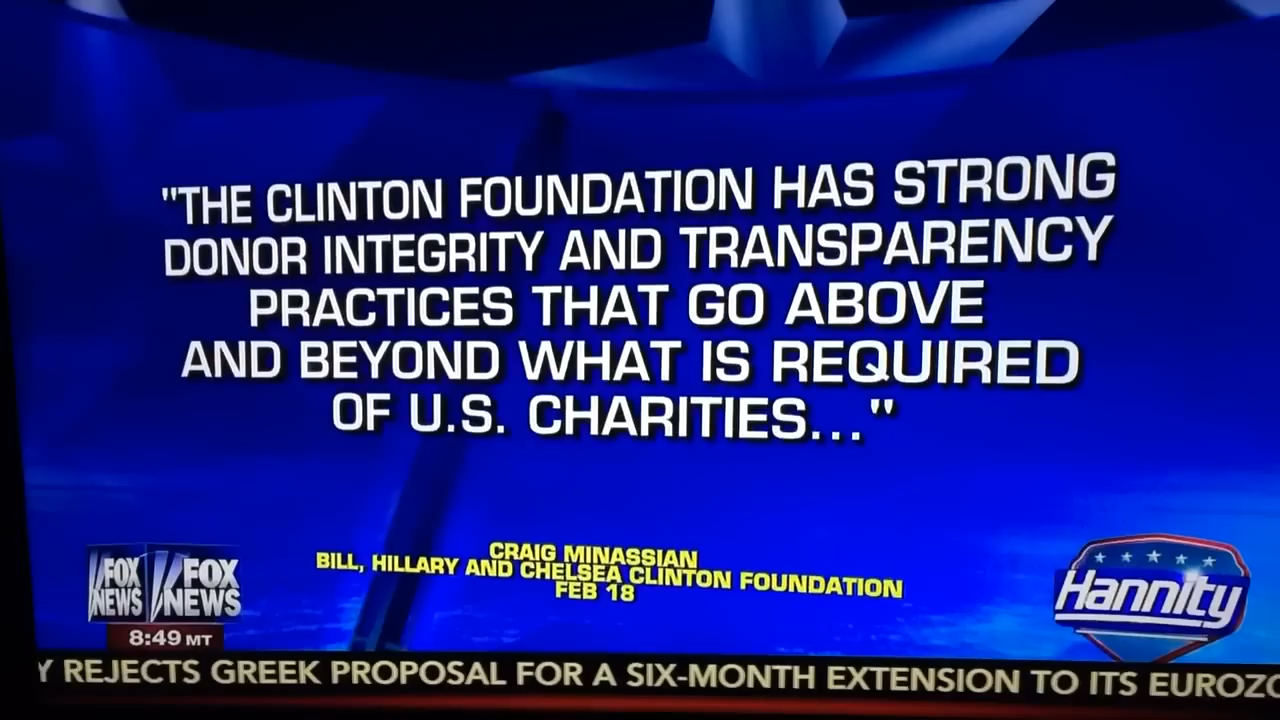 "THE CLINTON FOUNDATION HAS STRONG
DONOR INTEGRITY AND TRANSPARENCY
PRACTICES THAT GO ABOVE
AND BEYOND WHAT IS REQUIRED
OF U.S. CHARITIES..."
CRAIG MINASSIAN
BILL, HILLARY AND CHELSEA CLINTON FOUNDATION
FEB 18
FOX NEWS
FOX NEWS
8:49 MT
Hannity
Y REJECTS GREEK PROPOSAL FOR A SIX-MONTH EXTENSION TO ITS EUROZO